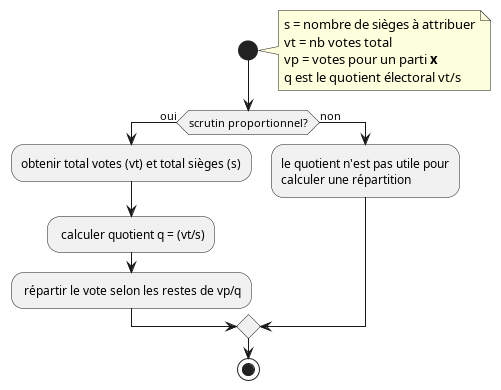 s = nombre de sièges à attribuer
vt = nb votes total
vp = votes pour un parti x
q est le quotient électoral vt/s
oui
scrutin proportionnel?
non
obtenir total votes (vt) et total sièges (s)
le quotient n'est pas utile pour
calculer une répartition
calculer quotient q = (vt/s)
répartir le vote selon les restes de vp/q